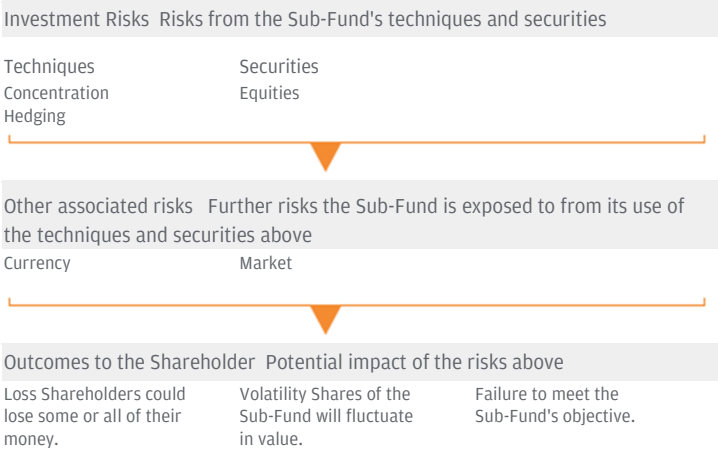 Investment Risks Risks from the Sub-Fund's techniques and securities
Techniques
Concentration
Hedging
Securities
Equities
Other associated risks Further risks the Sub-Fund is exposed to from its use of
the techniques and securities above
Currency
Market
Outcomes to the Shareholder Potential impact of the risks above
Loss Shareholders could
lose some or all of their
money.
Volatility Shares of the
Sub-Fund will fluctuate
in value.
Failure to meet the
Sub-Fund's objective.